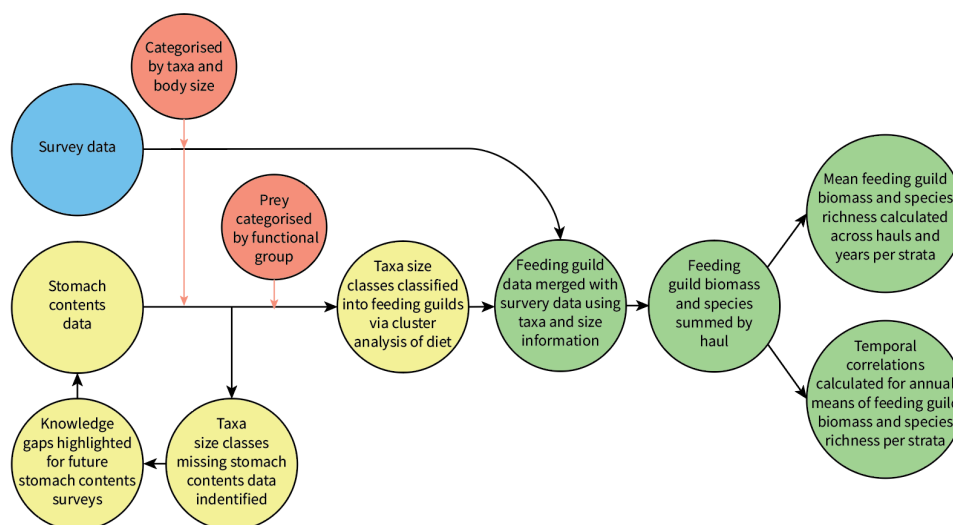 Categorised
by taxa and
body size
Survey data
Prey
categorised
by functional
group
Stomach
contents
data
Taxa size
classes classified
into feeding guilds
via cluster
analysis of diet
Feeding guild
data merged with
survery data using
taxa and size
information
Feeding
guild biomass
and species
summed by
haul
Mean feeding guild
biomass and species
richness calculated
across hauls and
years per strata
Temporal
correlations
calculated for annual
means of feeding guild
biomass and species
richness per strata
Knowledge
gaps highlighted
for future
stomach contents
surveys
Taxa
size classes
missing stomach
contents data
indentified